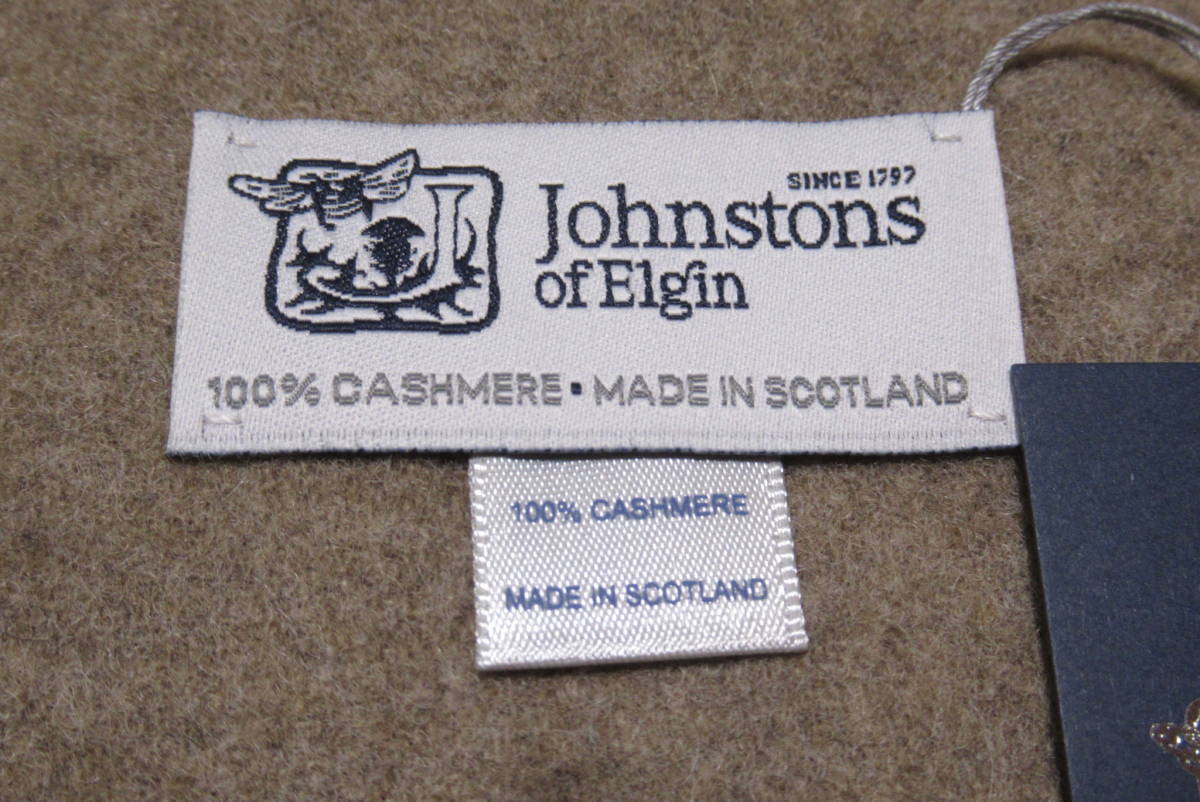 SINCE 1797
Johnstons
of Elgin
100% CASHMERE · MADE IN SCOTLAND
100% CASHMERE
MADE IN SCOTLAND